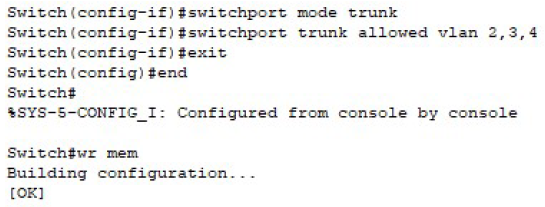 Switch(config-if)#switchport mode trunk
Switch(config-if)#switchport trunk allowed vlan 2,3,4
Switch(config-if)#exit
Switch(config)#end
Switch#
%SYS-5-CONFIG_I: Configured from console by console
Switch#wr mem
Building configuration...
[OK]